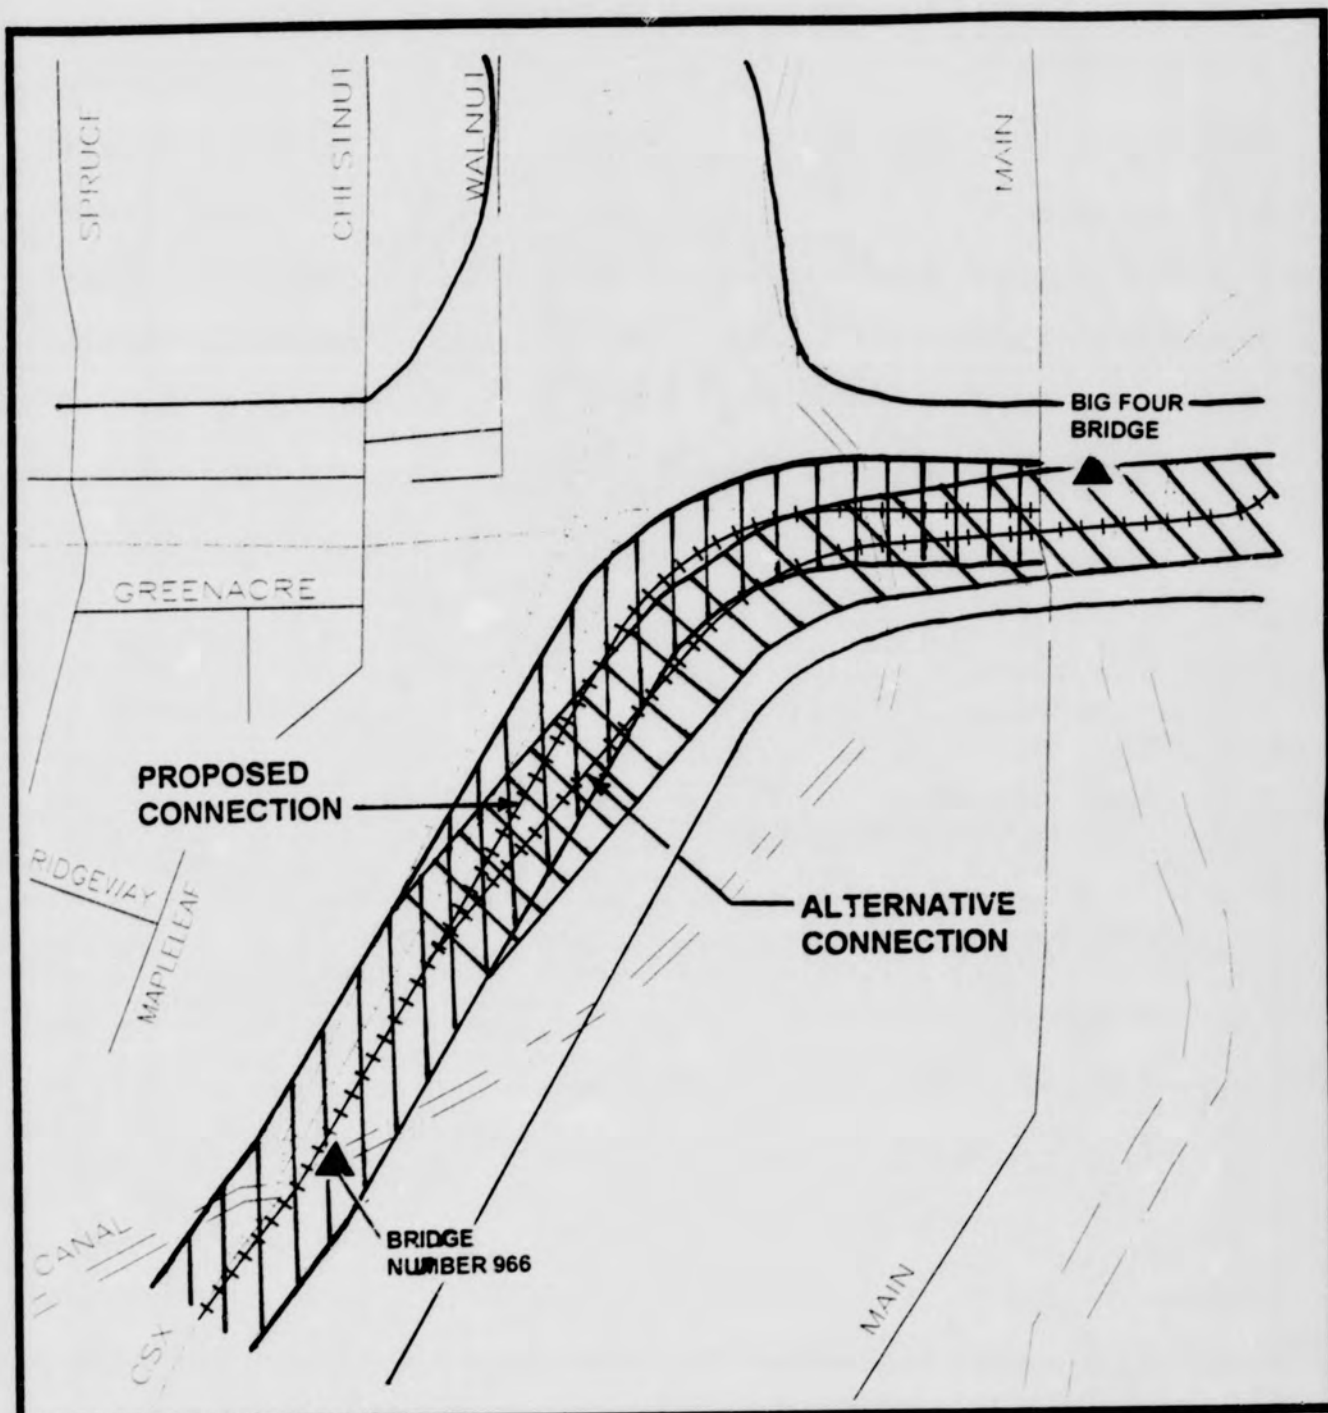 SPRUCE
CHESTNUT
WALNUT
MAIN
BIG FOUR
BRIDGE
GREENACRE
PROPOSED
CONNECTION
RIDGEWAY
MAPLELEAF
ALTERNATIVE
CONNECTION
CANAL
BRIDGE
NUMBER 966
CSX
MAIN